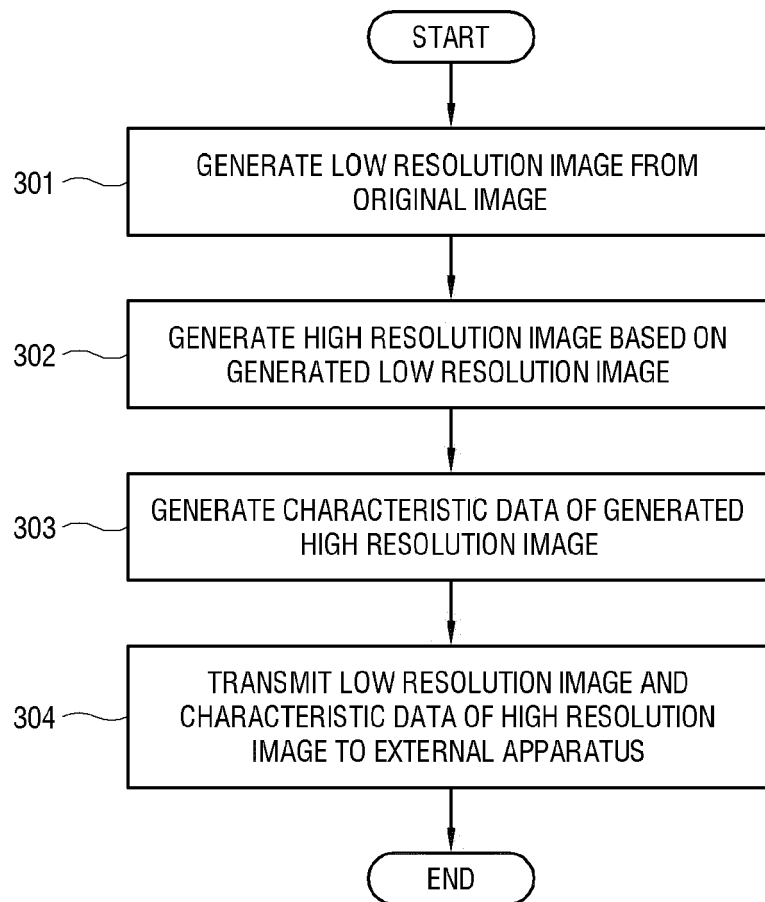 START
301
GENERATE LOW RESOLUTION IMAGE FROM
ORIGINAL IMAGE
302
GENERATE HIGH RESOLUTION IMAGE BASED ON
GENERATED LOW RESOLUTION IMAGE
303
GENERATE CHARACTERISTIC DATA OF GENERATED
HIGH RESOLUTION IMAGE
304
TRANSMIT LOW RESOLUTION IMAGE AND
CHARACTERISTIC DATA OF HIGH RESOLUTION
IMAGE TO EXTERNAL APPARATUS
END